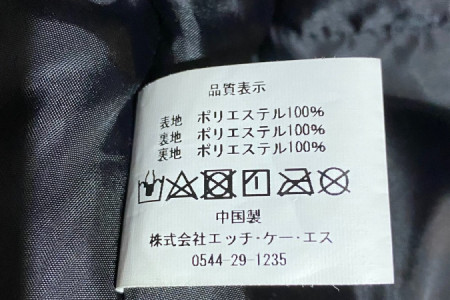 品質表示
表地 ポリエステル100%
裏地 ポリエステル100%
裏地 ポリエステル100%
中国製
株式会社エッチ・ケー・エス
0544-29-1235